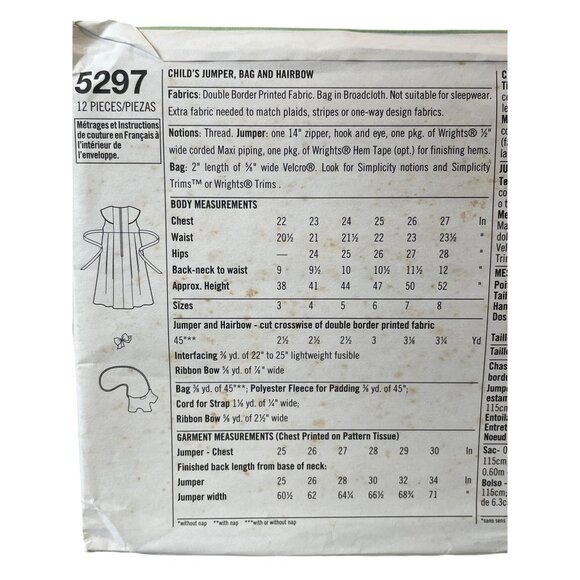 5297
12 PIECES/PIEZAS
Métrages et Instructions
de couture en Français à
l'intérieur de
l'enveloppe.
CHILD'S JUMPER, BAG AND HAIRBOW
Fabrics: Double Border Printed Fabric. Bag in Broadcloth. Not suitable for sleepwear.
Extra fabric needed to match plaids, stripes or one-way design fabrics.
Notions: Thread. Jumper: one 14" zipper, hook and eye, one pkg. of Wrights® ½"
wide corded Maxi piping, one pkg. of Wrights® Hem Tape (opt.) for finishing hems.
Bag: 2" length of ¾" wide Velcro®. Look for Simplicity notions and Simplicity
Trims™ or Wrights® Trims.
BODY MEASUREMENTS
Chest 22 23 24 25 26 27 In
Waist 20½ 21 21½ 22 23 23½ "
Hips — 24 25 26 27 28 "
Back-neck to waist 9 9½ 10 10½ 11½ 12 "
Approx. Height 38 41 44 47 50 52 "
Sizes 3 4 5 6 7 8
Jumper and Hairbow - cut crosswise of double border printed fabric
45"** 2½ 2⅝ 2⅝ 3 3¼ 3¼ Yd
Interfacing ⅝ yd. of 22" to 25" lightweight fusible
Ribbon Bow ⅝ yd. of ⅞" wide
Bag ⅝ yd. of 45"**; Polyester Fleece for Padding ⅜ yd. of 45";
Cord for Strap 1⅛ yd. of ¼" wide;
Ribbon Bow ⅝ yd. of 2½" wide
GARMENT MEASUREMENTS (Chest Printed on Pattern Tissue)
Jumper - Chest 25 26 27 28 29 30 In
Finished back length from base of neck:
Jumper 25 26 28 30 32 34 In
Jumper width 60½ 62 64¼ 66½ 68¾ 71 "
*without nap **with nap ***with or without nap